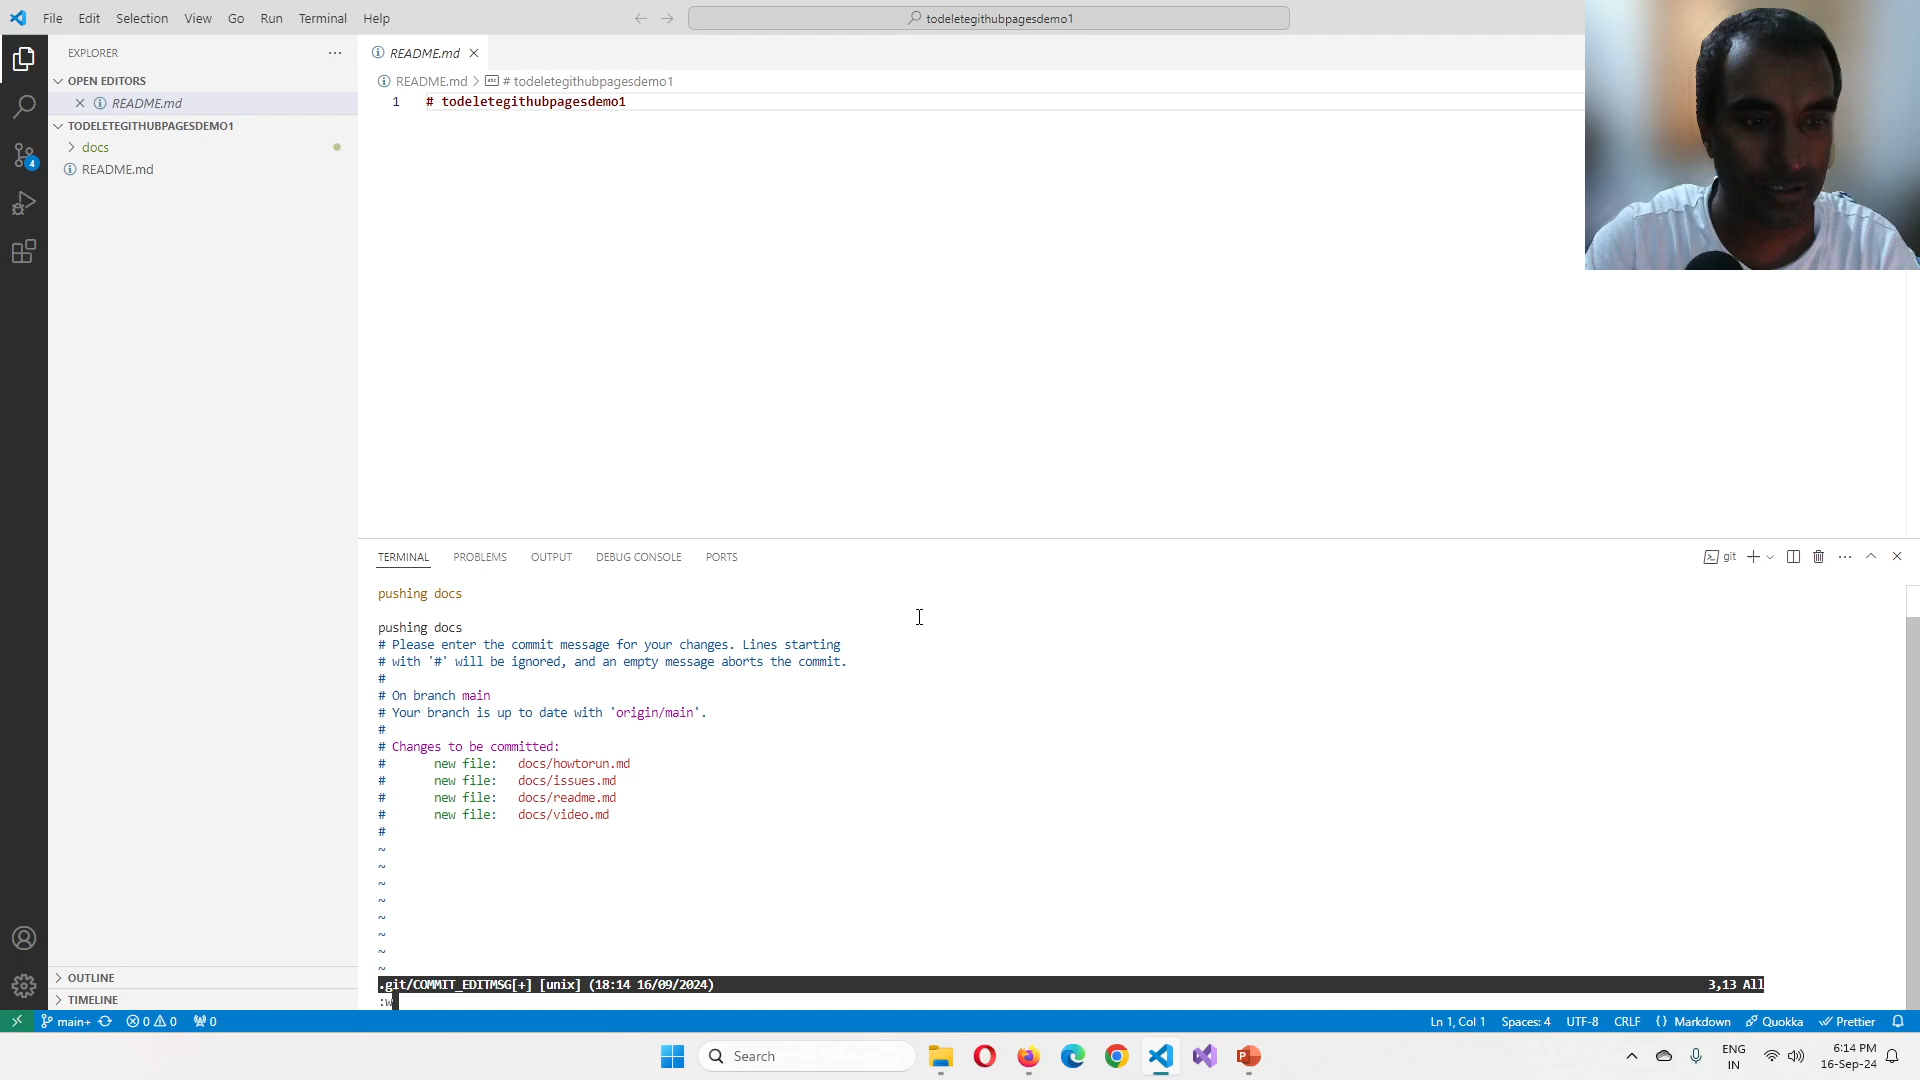 File Edit Selection View Go Run Terminal Help
todeletegithubpagesdemo1
EXPLORER
OPEN EDITORS
README.md
TODELETEGITHUBPAGESDEMO1
docs
README.md
4
OUTLINE
TIMELINE
README.md
README.md > # todeletegithubpagesdemo1
1 # todeletegithubpagesdemo1
TERMINAL PROBLEMS OUTPUT DEBUG CONSOLE PORTS
git
pushing docs
pushing docs
# Please enter the commit message for your changes. Lines starting
# with '#' will be ignored, and an empty message aborts the commit.
#
# On branch main
# Your branch is up to date with 'origin/main'.
#
# Changes to be committed:
# new file: docs/howtorun.md
# new file: docs/issues.md
# new file: docs/readme.md
# new file: docs/video.md
#
~
~
~
~
~
~
~
~
.git/COMMIT_EDITMSG[+] [unix] (18:14 16/09/2024) 3,13 All
:w
main+ 0 0 0 Ln 1, Col 1 Spaces: 4 UTF-8 CRLF {} Markdown Quokka Prettier
Search
ENG
IN
6:14 PM
16-Sep-24